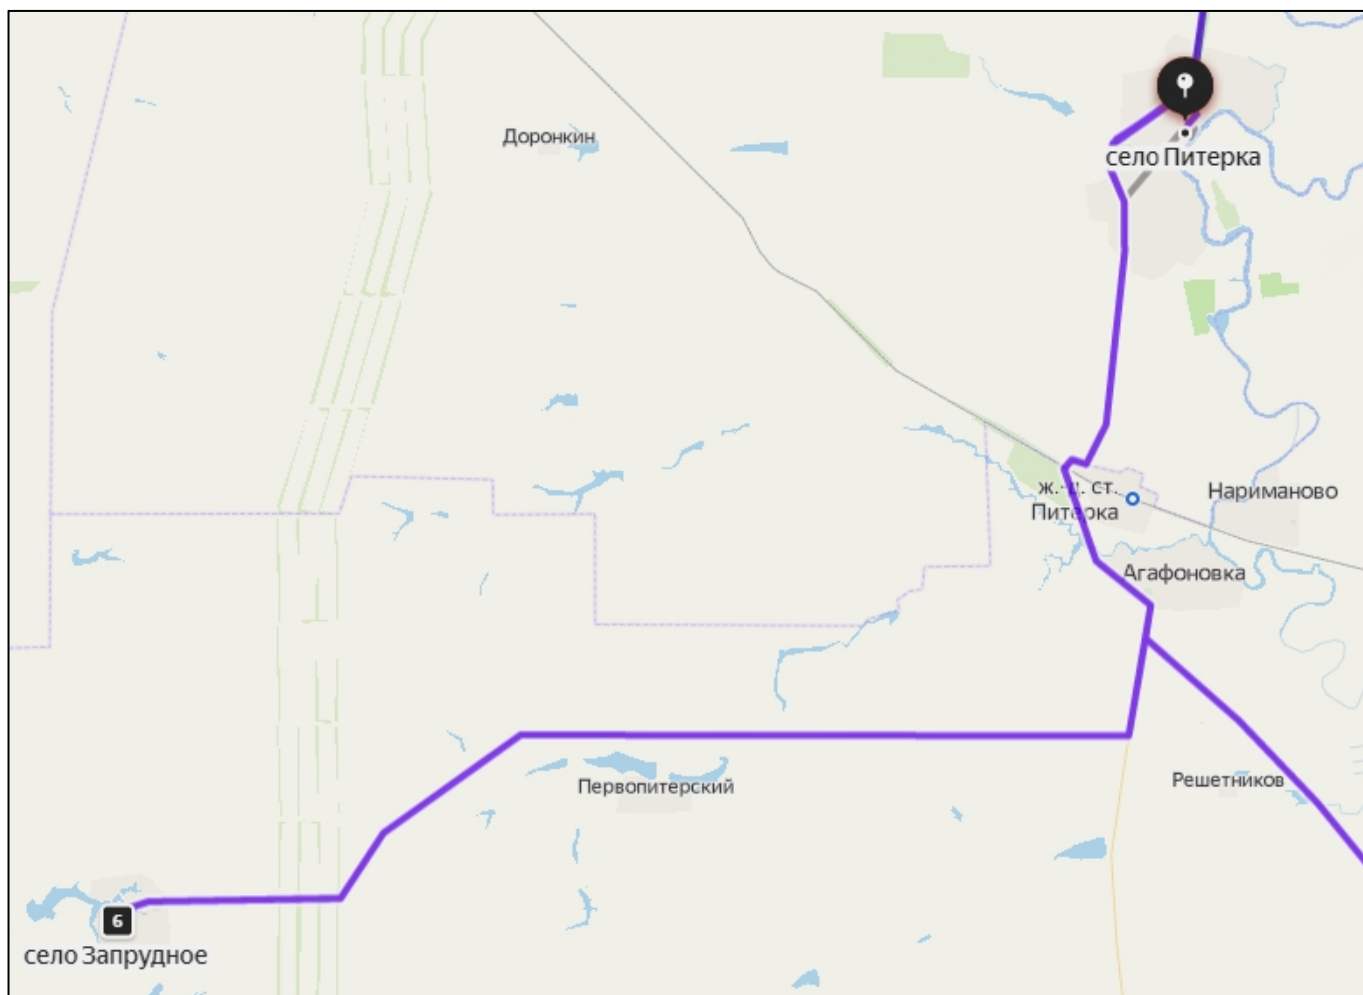 Доронкин
село Питерка
ж.-д. ст.
Питерка
Нариманово
Агафоновка
Первопитерский
Решетников
6
село Запрудное